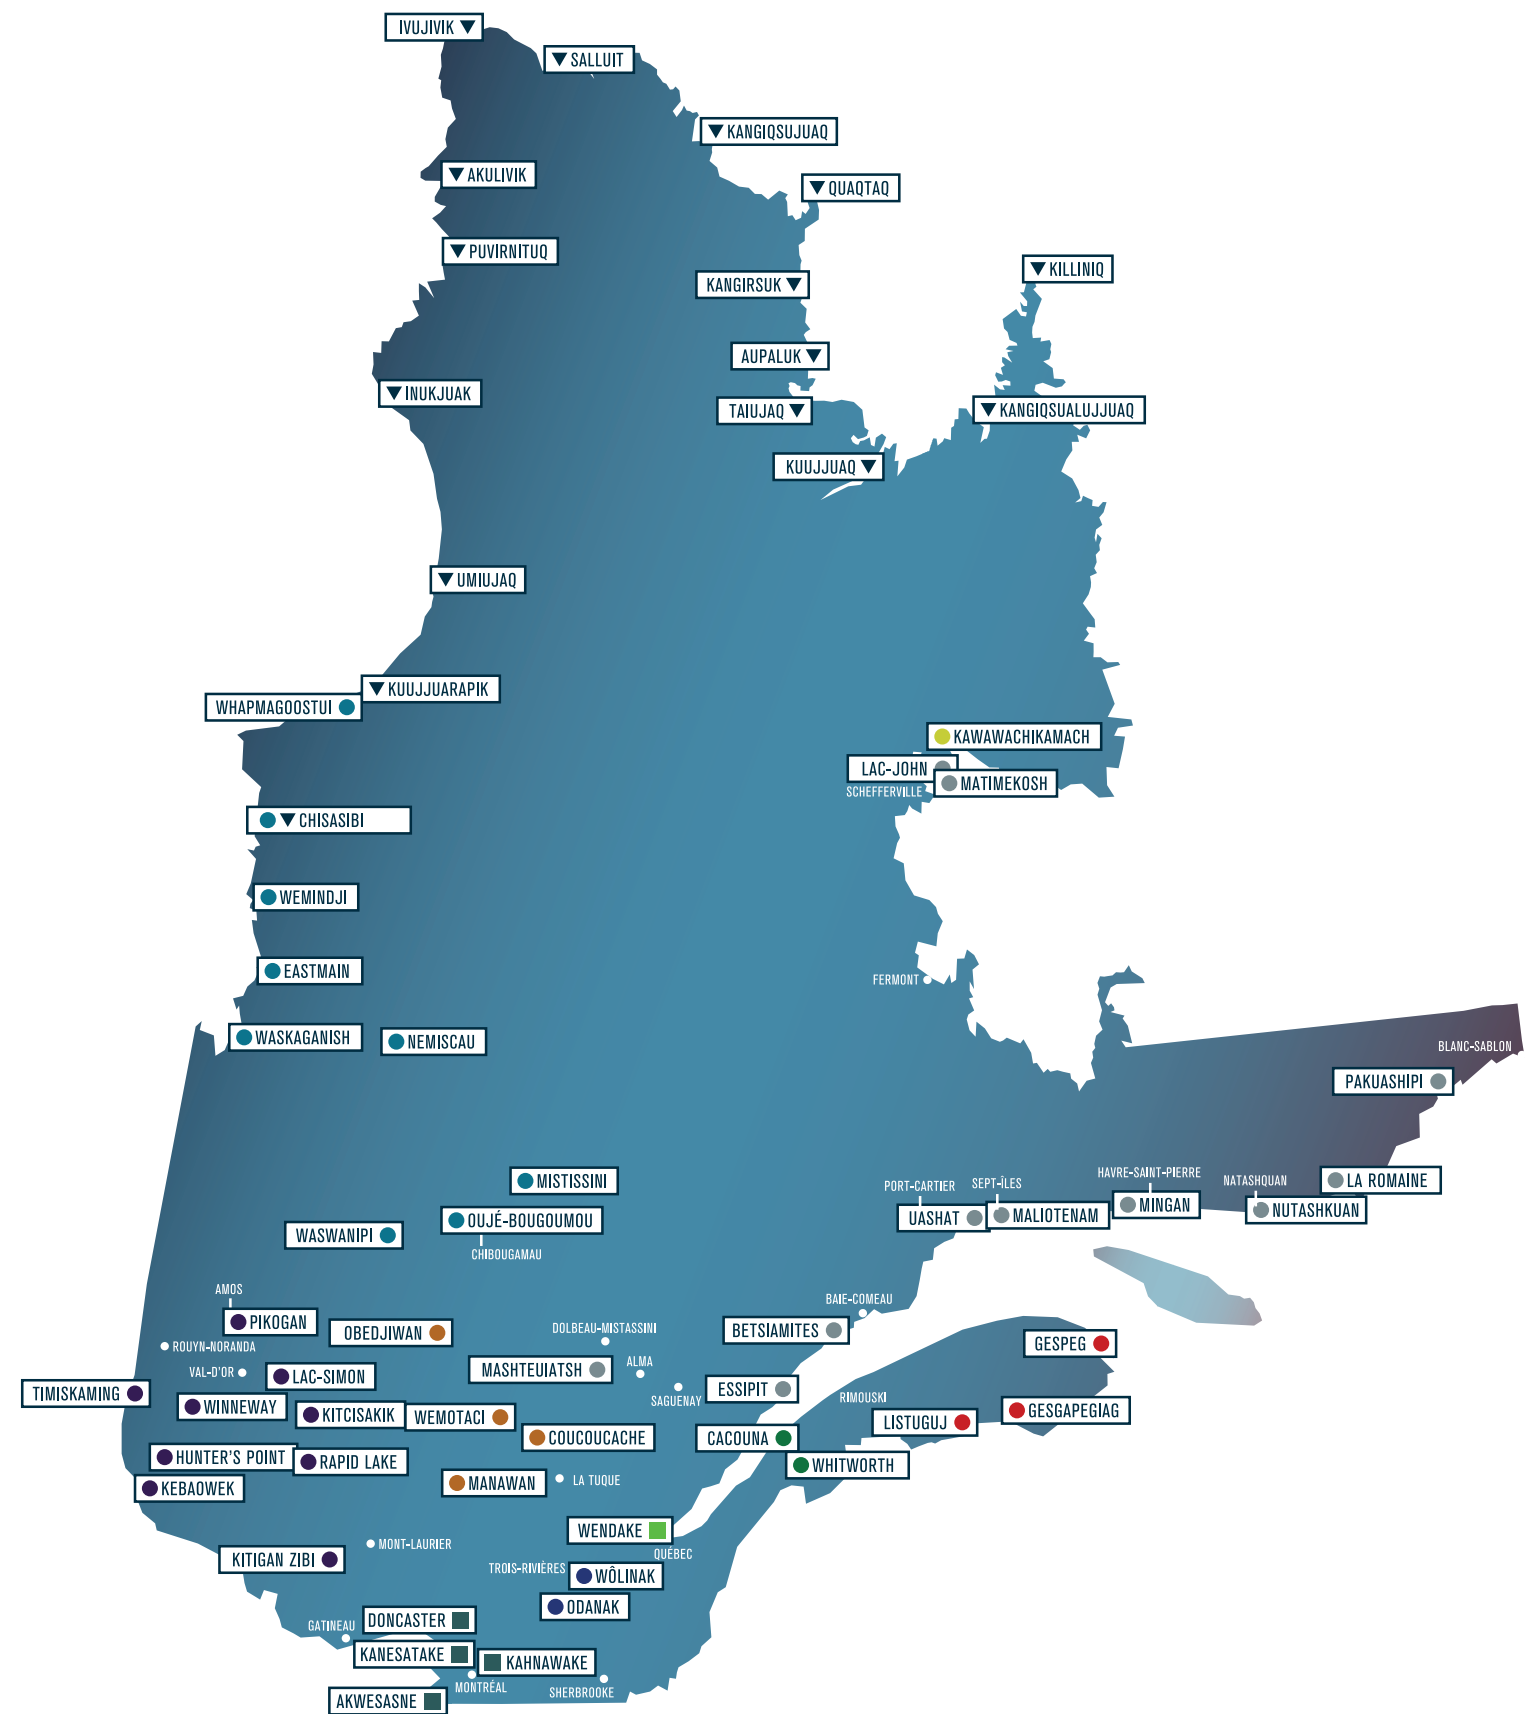 IVUJIVIK
SALLUIT
KANGIQSUJUAQ
AKULIVIK
QUAQTAQ
PUVIRNITUQ
KILLINIQ
KANGIRSUK
AUPALUK
INUKJUAK
TAIUJAQ
KANGIQSUALUJJUAQ
KUUJJUAQ
UMIUJAQ
KUUJJUARAPIK
WHAPMAGOOSTUI
KAWAWACHIKAMACH
LAC-JOHN
MATIMEKOSH
SCHEFFERVILLE
CHISASIBI
WEMINDJI
EASTMAIN
FERMONT
WASKAGANISH
NEMISCAU
BLANC-SABLON
PAKUASHIPI
MISTISSINI
HAVRE-SAINT-PIERRE
NATASHQUAN
LA ROMAINE
PORT-CARTIER
SEPT-ÎLES
MINGAN
NUTASHKUAN
UASHAT
MALIOTENAM
OUJÉ-BOUGOUMOU
WASWANIPI
CHIBOUGAMAU
AMOS
BAIE-COMEAU
PIKOGAN
OBEDJIWAN
DOLBEAU-MISTASSINI
BETSIAMITES
ROUYN-NORANDA
GESPEG
VAL-D'OR
LAC-SIMON
MASHTEUIATSH
ALMA
TIMISKAMING
SAGUENAY
ESSIPIT
RIMOUSKI
WINNEWAY
KITCISAKIK
WEMOTACI
LISTUGUJ
GESGAPEGIAG
COUCOUCACHE
CACOUNA
HUNTER'S POINT
RAPID LAKE
WHITWORTH
KEBAOWEK
MANAWAN
LA TUQUE
WENDAKE
MONT-LAURIER
QUÉBEC
KITIGAN ZIBI
TROIS-RIVIÈRES
WÔLINAK
ODANAK
DONCASTER
GATINEAU
KANESATAKE
KAHNAWAKE
MONTRÉAL
SHERBROOKE
AKWESASNE